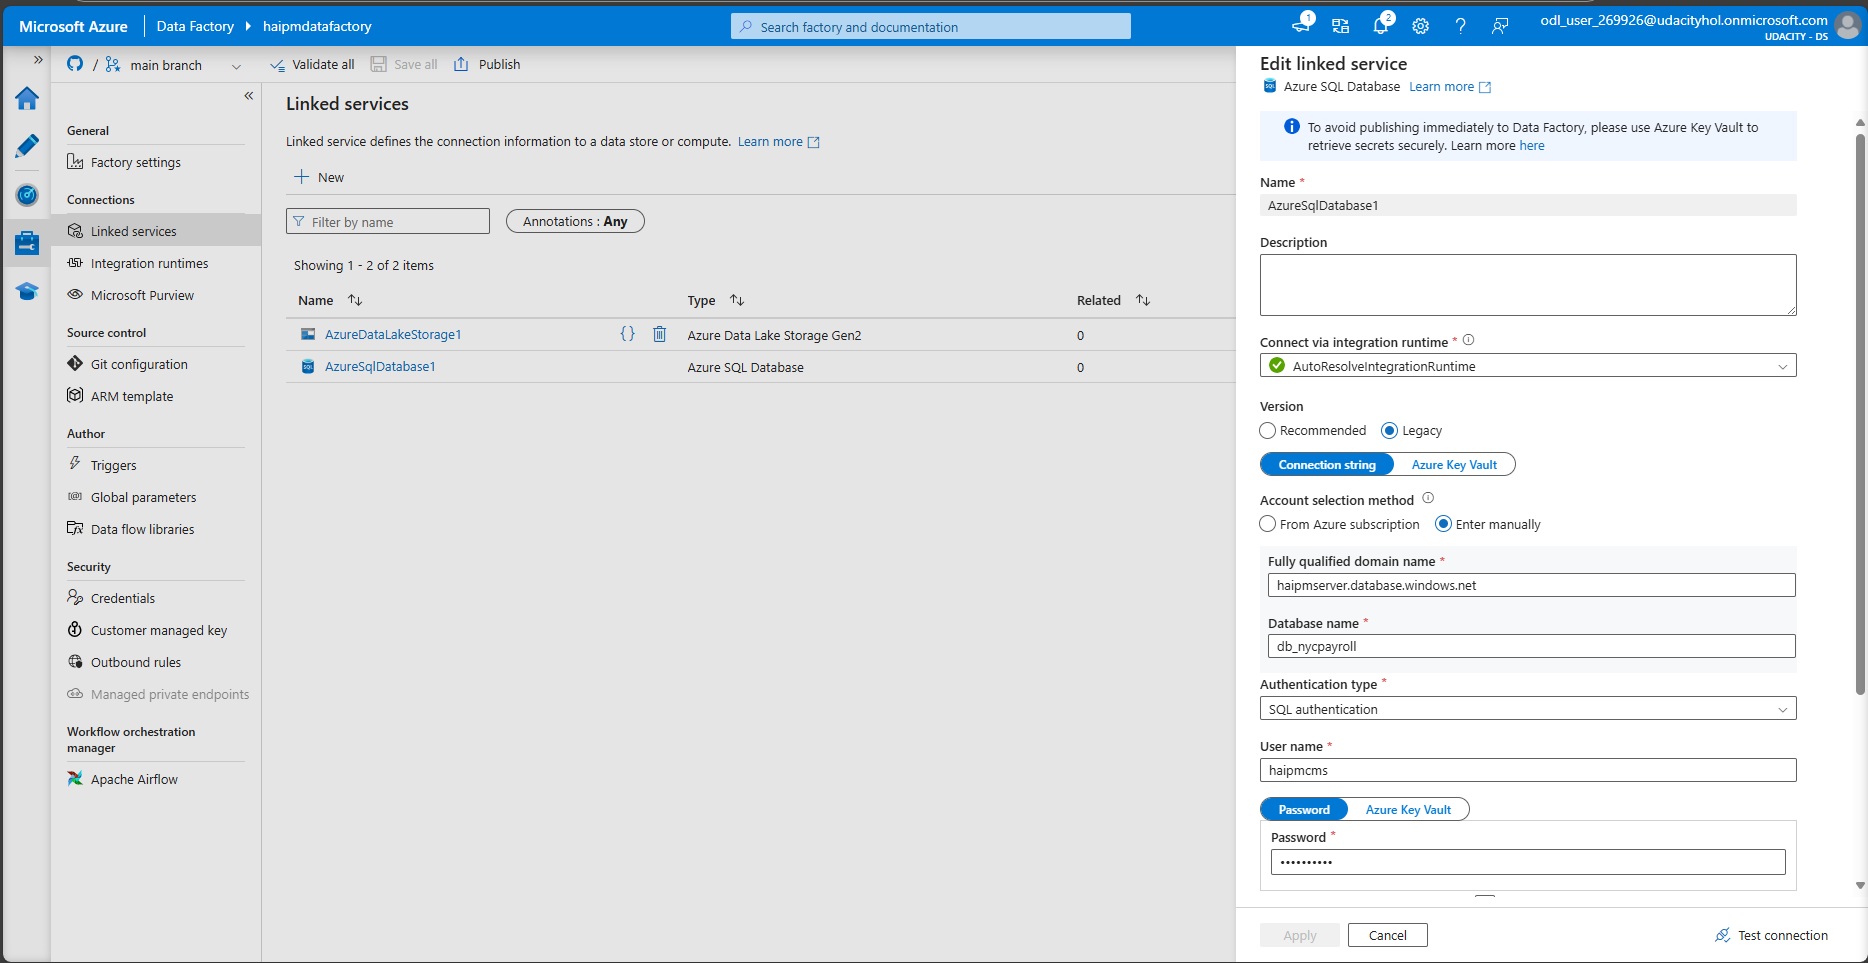 Microsoft Azure
Data Factory
haipmdatafactory
Search factory and documentation
1
2
odl_user_269926@udacityhol.onmicrosoft.com
UDACITY - DS
/
main branch
Validate all
Save all
Publish
General
Factory settings
Connections
Linked services
Integration runtimes
Microsoft Purview
Source control
Git configuration
ARM template
Author
Triggers
Global parameters
Data flow libraries
Security
Credentials
Customer managed key
Outbound rules
Managed private endpoints
Workflow orchestration
manager
Apache Airflow
Linked services
Linked service defines the connection information to a data store or compute. Learn more
New
Filter by name
Annotations : Any
Showing 1 - 2 of 2 items
Name Type Related
AzureDataLakeStorage1 {} Azure Data Lake Storage Gen2 0
AzureSqlDatabase1 Azure SQL Database 0
Edit linked service
Azure SQL Database Learn more
To avoid publishing immediately to Data Factory, please use Azure Key Vault to
retrieve secrets securely. Learn more here
Name *
AzureSqlDatabase1
Description
Connect via integration runtime *
AutoResolveIntegrationRuntime
Version
Recommended Legacy
Connection string Azure Key Vault
Account selection method
From Azure subscription Enter manually
Fully qualified domain name *
haipmserver.database.windows.net
Database name *
db_nycpayroll
Authentication type *
SQL authentication
User name *
haipmcms
Password Azure Key Vault
Password *
••••••••••
Apply Cancel Test connection